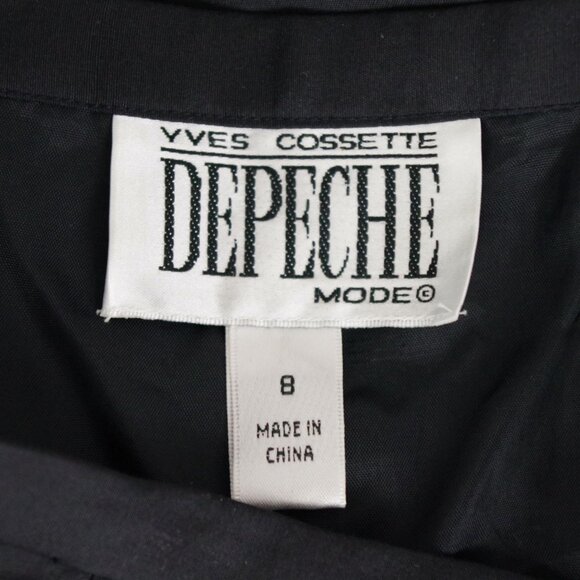 YVES COSSETTE
DEPECHE
MODE©
8
MADE IN
CHINA